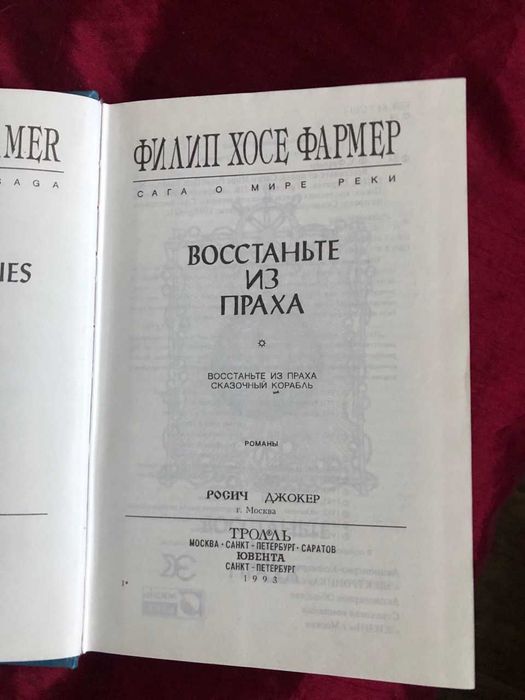 MER
SAGA
IES
ФИЛИП ХОСЕ ФАРМЕР
САГА О МИРЕ РЕКИ
ВОССТАНЬТЕ
ИЗ
ПРАХА
ВОССТАНЬТЕ ИЗ ПРАХА
СКАЗОЧНЫЙ КОРАБЛЬ
РОМАНЫ
РОСИЧ ДЖОКЕР
г. Москва
ТРОЛЛЬ
МОСКВА · САНКТ-ПЕТЕРБУРГ · САРАТОВ
ЮВЕНТА
САНКТ-ПЕТЕРБУРГ
1993
1*